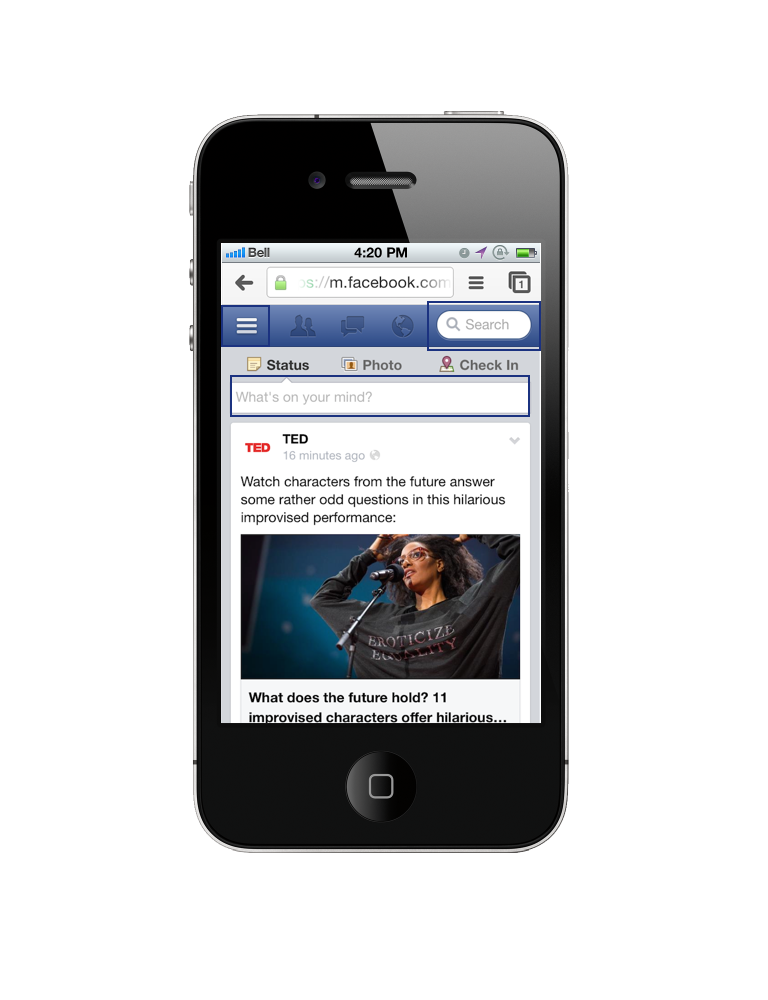 Bell 4:20 PM
ps://m.facebook.com 1
Search
Status Photo Check In
What's on your mind?
TED
TED
16 minutes ago
Watch characters from the future answer
some rather odd questions in this hilarious
improvised performance:
EROTICIZE
EQUALITY
What does the future hold? 11
improvised characters offer hilarious…